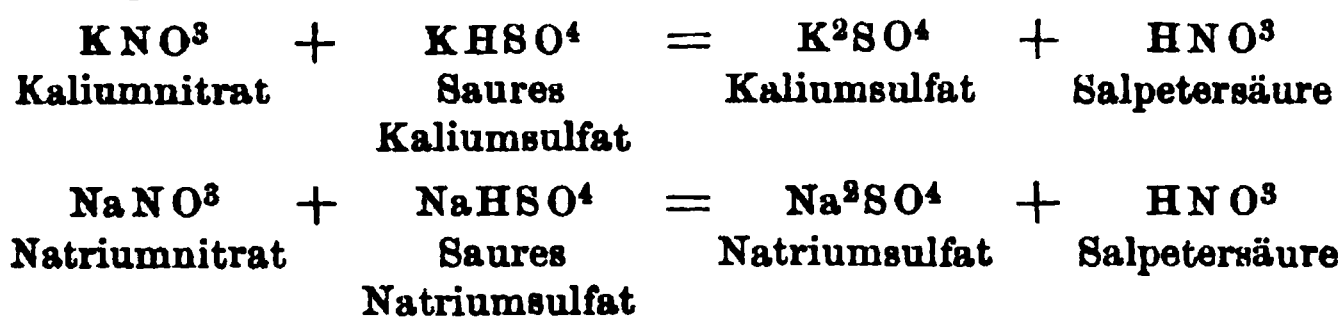 KNO³ + KHSO⁴ = K²SO⁴ + HNO³
Kaliumnitrat Saures Kaliumsulfat Salpetersäure
Kaliumsulfat
NaNO³ + NaHSO⁴ = Na²SO⁴ + HNO³
Natriumnitrat Saures Natriumsulfat Salpetersäure
Natriumsulfat